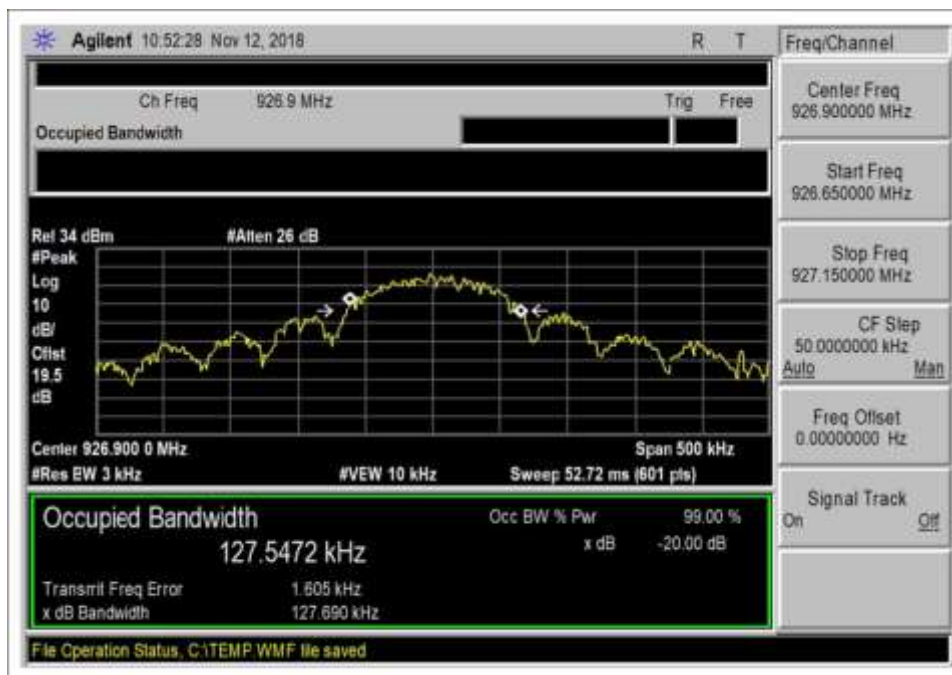 Agilent 10:52:28 Nov 12, 2018 R T
Freq/Channel
Ch Freq 926.9 MHz Trig Free
Occupied Bandwidth
Center Freq
926.900000 MHz
Start Freq
926.650000 MHz
Stop Freq
927.150000 MHz
CF Step
50.0000000 kHz
Auto Man
Freq Offset
0.00000000 Hz
Signal Track
On Off
Ref 34 dBm #Atten 26 dB
#Peak
Log
10
dB/
Offst
19.5
dB
Center 926.900 0 MHz Span 500 kHz
#Res BW 3 kHz #VBW 10 kHz Sweep 52.72 ms (601 pts)
Occupied Bandwidth Occ BW % Pwr 99.00 %
127.5472 kHz x dB -20.00 dB
Transmit Freq Error 1.605 kHz
x dB Bandwidth 127.690 kHz
File Operation Status, C:\TEMP.WMF file saved